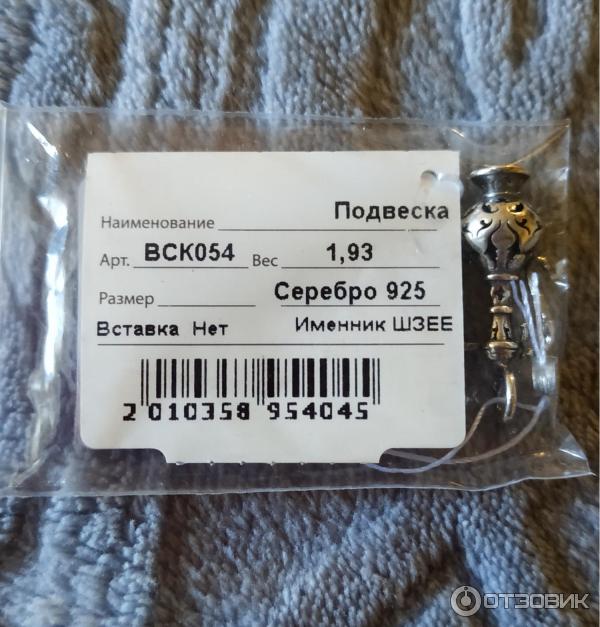 Наименование Подвеска
Арт. ВСК054 Вес 1,93
Размер Серебро 925
Вставка Нет Именник ШЗЕЕ
2 010358 954045
ОТЗОВИК